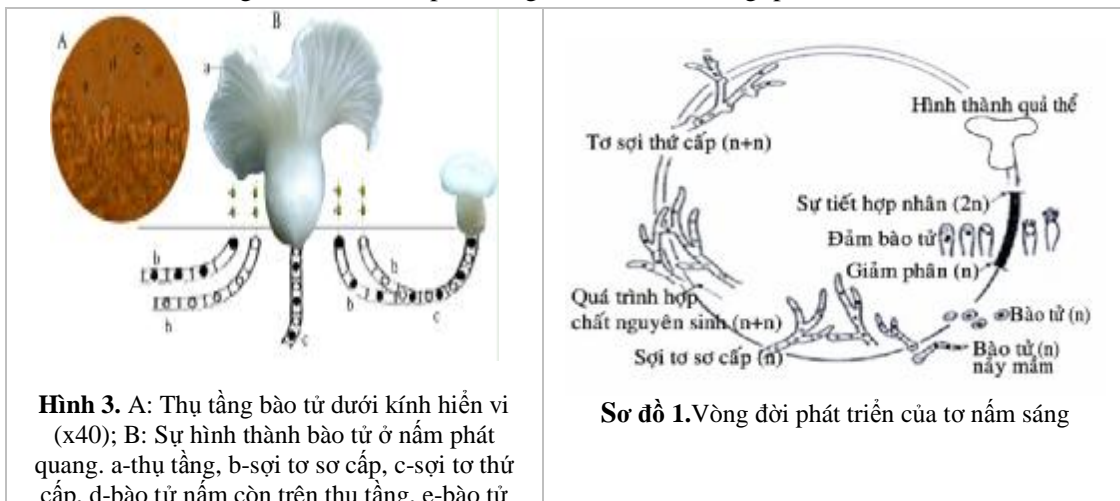 A
B
a
d
e
b
h
h
b
c
c
Hình 3. A: Thụ tầng bào tử dưới kính hiển vi
(x40); B: Sự hình thành bào tử ở nấm phát
quang. a-thụ tầng, b-sợi tơ sơ cấp, c-sợi tơ thứ
cấp, d-bào tử nấm còn trên thụ tầng, e-bào tử
Hình thành quả thể
Tơ sợi thứ cấp (n+n)
Sự tiết hợp nhân (2n)
Đảm bào tử
Giảm phân (n)
Quá trình hợp
chất nguyên sinh (n+n)
Bào tử (n)
Sợi tơ sơ cấp (n)
Bào tử (n)
nảy mầm
Sơ đồ 1.Vòng đời phát triển của tơ nấm sáng